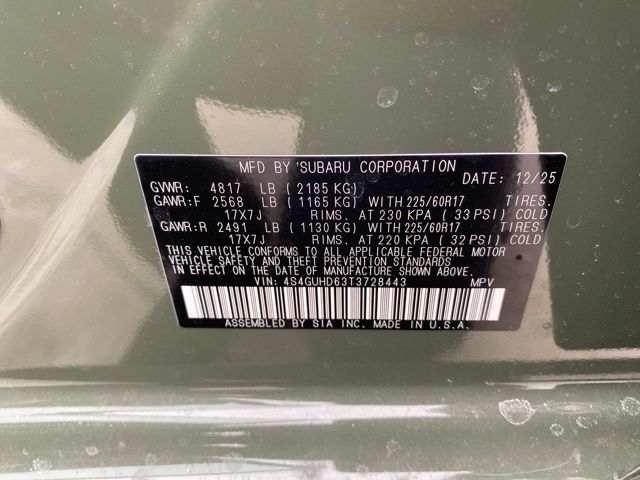 MFD BY SUBARU CORPORATION DATE: 12/25
GVWR: 4817 LB (2185 KG)
GAWR:F 2568 LB (1165 KG) WITH 225/60R17 TIRES.
17X7J RIMS. AT 230 KPA (33 PSI) COLD
GAWR:R 2491 LB (1130 KG) WITH 225/60R17 TIRES.
17X7J RIMS. AT 220 KPA (32 PSI) COLD
THIS VEHICLE CONFORMS TO ALL APPLICABLE FEDERAL MOTOR
VEHICLE SAFETY AND THEFT PREVENTION STANDARDS IN EFFECT
ON THE DATE OF MANUFACTURE SHOWN ABOVE.
VIN: 4S4GUHD63T3728443 MPV
ASSEMBLED BY SIA INC. MADE IN U.S.A.